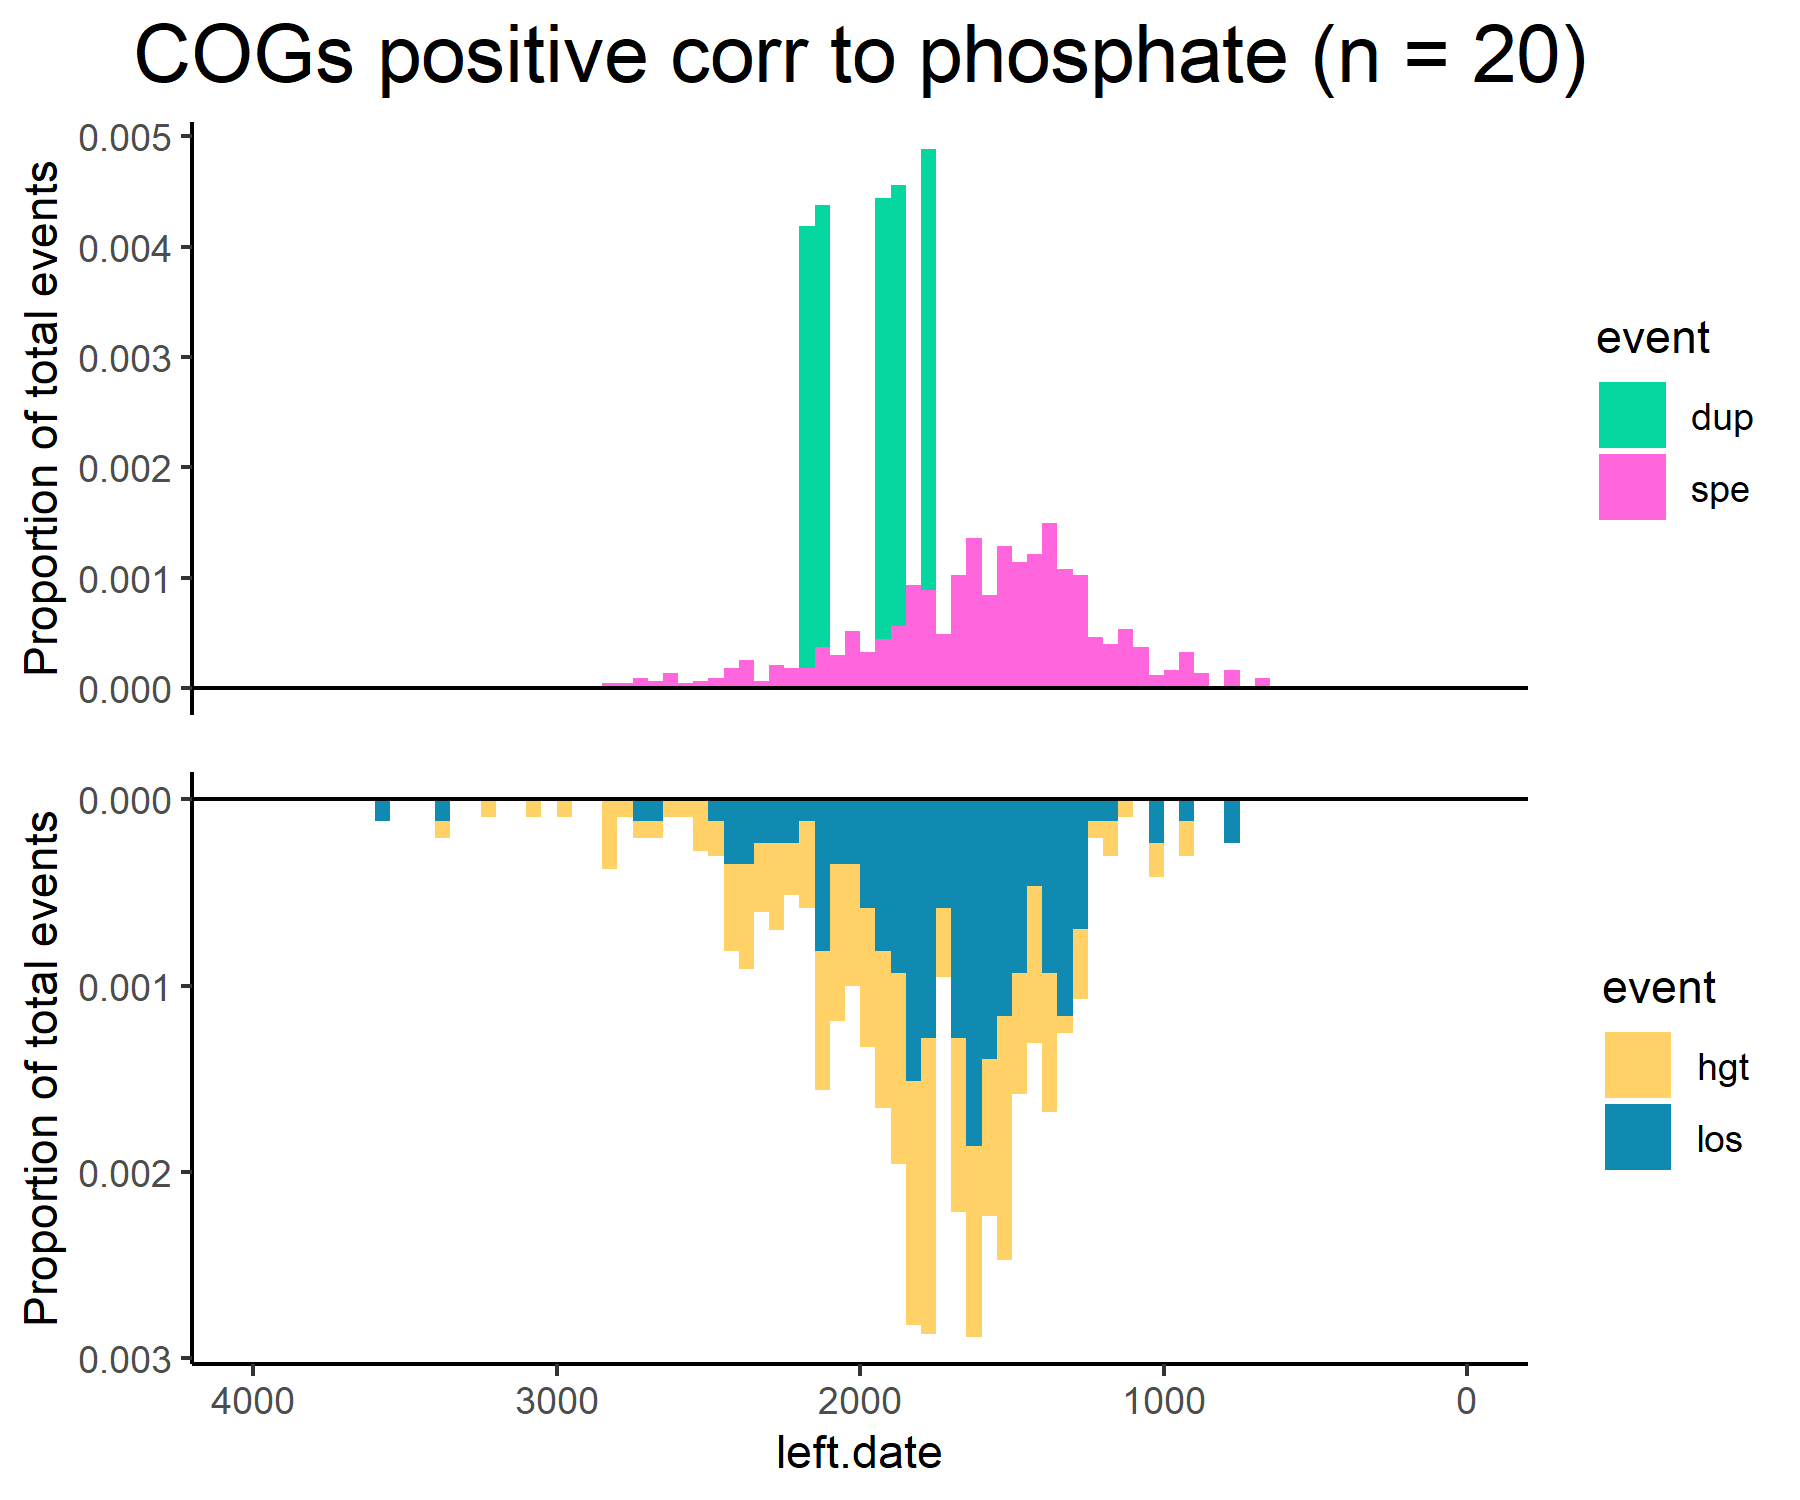 COGs positive corr to phosphate (n = 20)
Proportion of total events
0.005
0.004
0.003
0.002
0.001
0.000
event
dup
spe
Proportion of total events
0.000
0.001
0.002
0.003
event
hgt
los
4000 3000 2000 1000 0
left.date